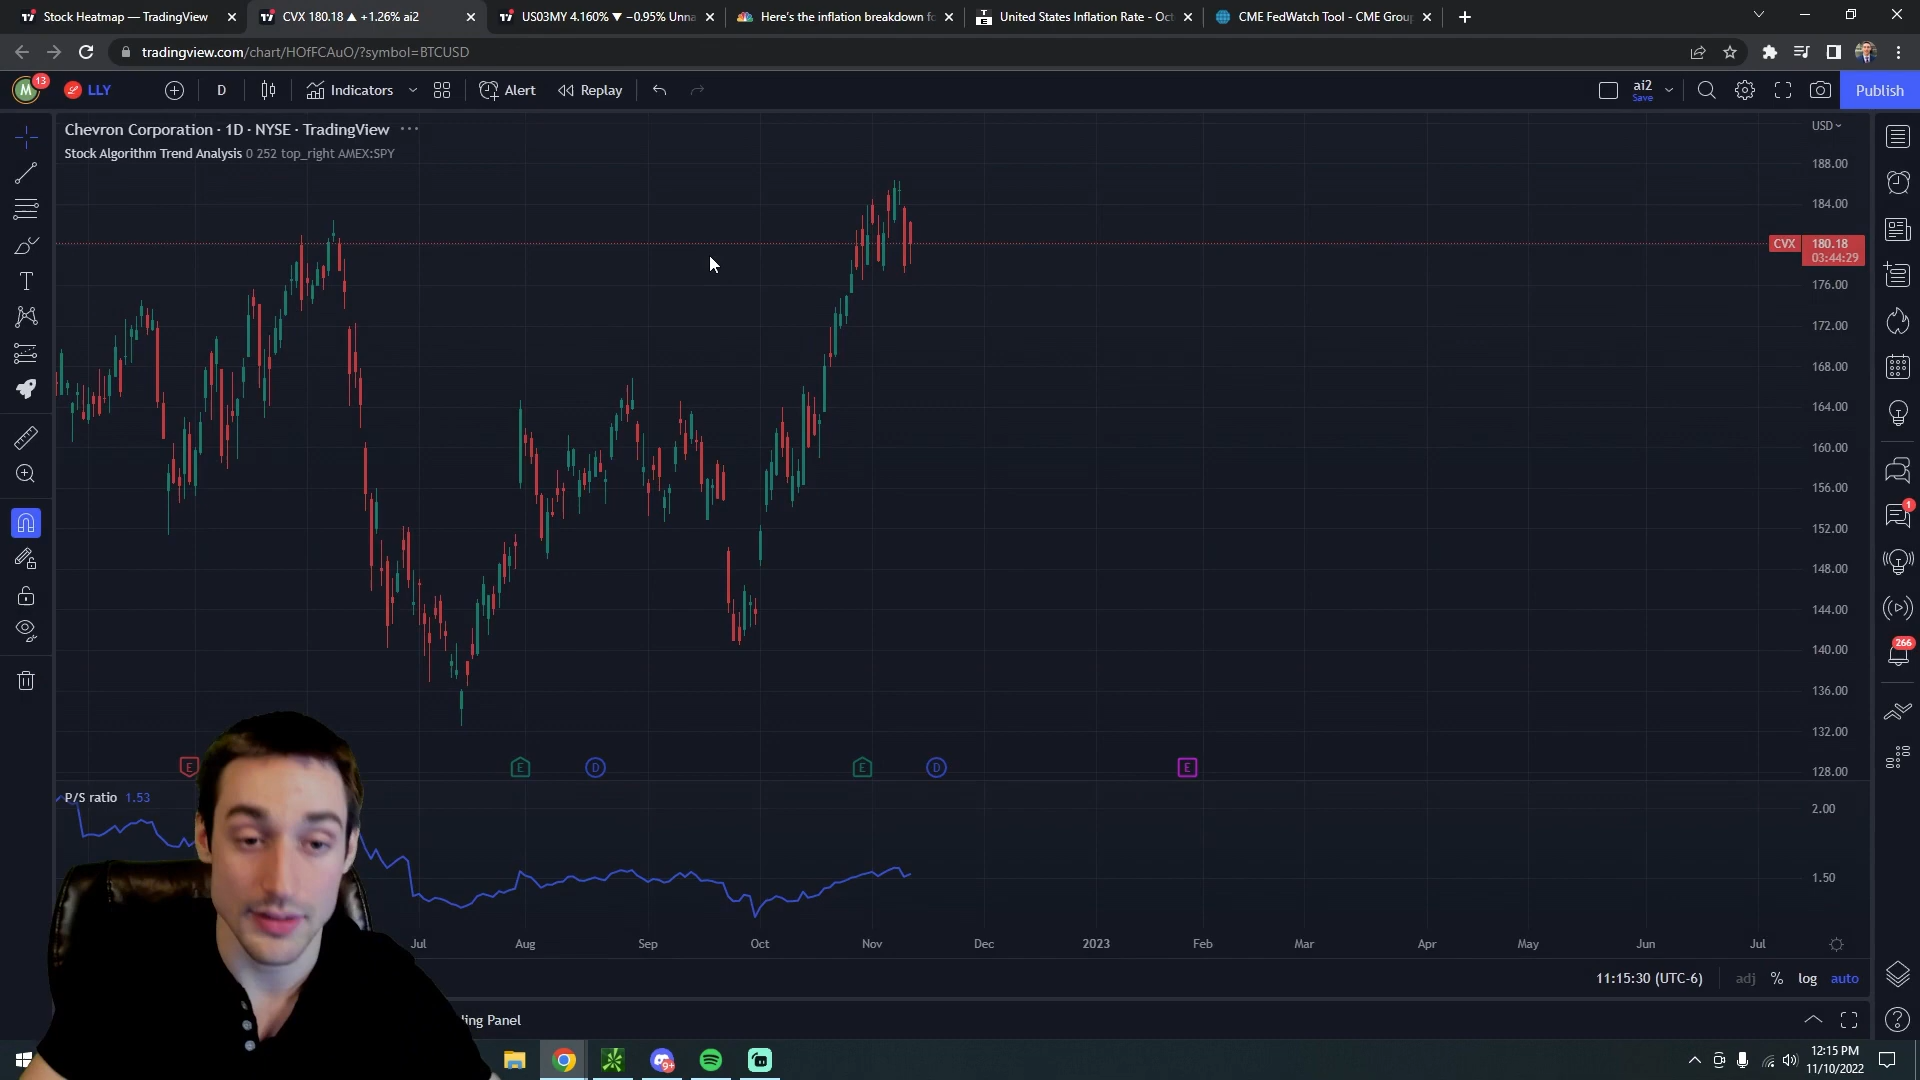 Stock Heatmap — TradingView
CVX 180.18 ▲ +1.26% ai2
US03MY 4.160% ▼ −0.95% Unna
Here's the inflation breakdown fo
United States Inflation Rate - Oct
CME FedWatch Tool - CME Group
tradingview.com/chart/HOfFCAuO/?symbol=BTCUSD
M
13
LLY
D
Indicators
Alert
Replay
ai2
Save
Publish
Chevron Corporation · 1D · NYSE · TradingView
Stock Algorithm Trend Analysis 0 252 top_right AMEX:SPY
USD
188.00
184.00
CVX
180.18
03:44:29
176.00
172.00
168.00
164.00
160.00
156.00
152.00
148.00
144.00
140.00
136.00
132.00
128.00
1
266
E
E
D
E
D
E
P/S ratio 1.53
2.00
1.50
Jul
Aug
Sep
Oct
Nov
Dec
2023
Feb
Mar
Apr
May
Jun
Jul
11:15:30 (UTC-6)
adj
%
log
auto
ing Panel
9+
12:15 PM
11/10/2022